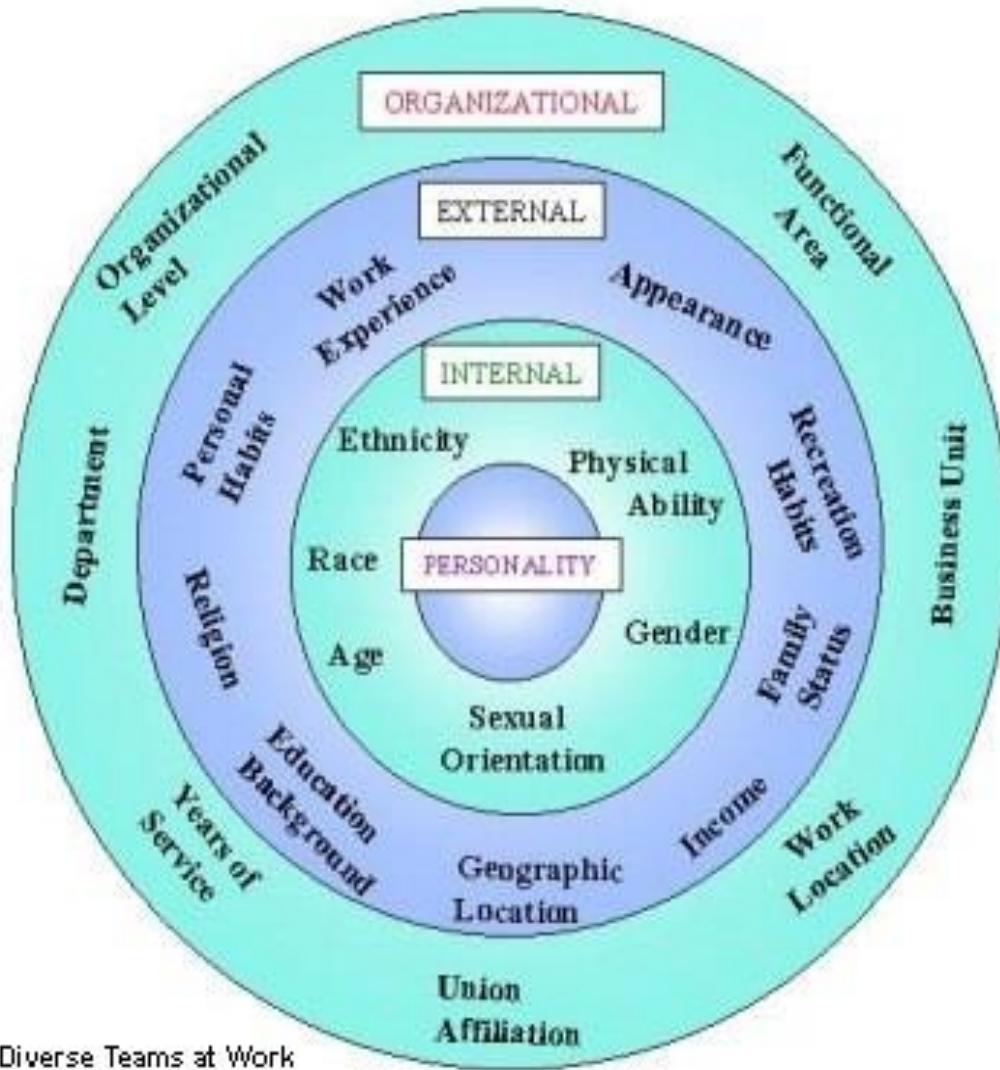 ORGANIZATIONAL
Organizational
Level
Functional
Area
Department
Business Unit
Years of
Service
Work
Location
Union
Affiliation
EXTERNAL
Work
Experience
Appearance
Personal
Habits
Recreation
Habits
Religion
Family
Status
Education
Background
Income
Geographic
Location
INTERNAL
Ethnicity
Physical
Ability
Race
Gender
Age
Sexual
Orientation
PERSONALITY
Diverse Teams at Work